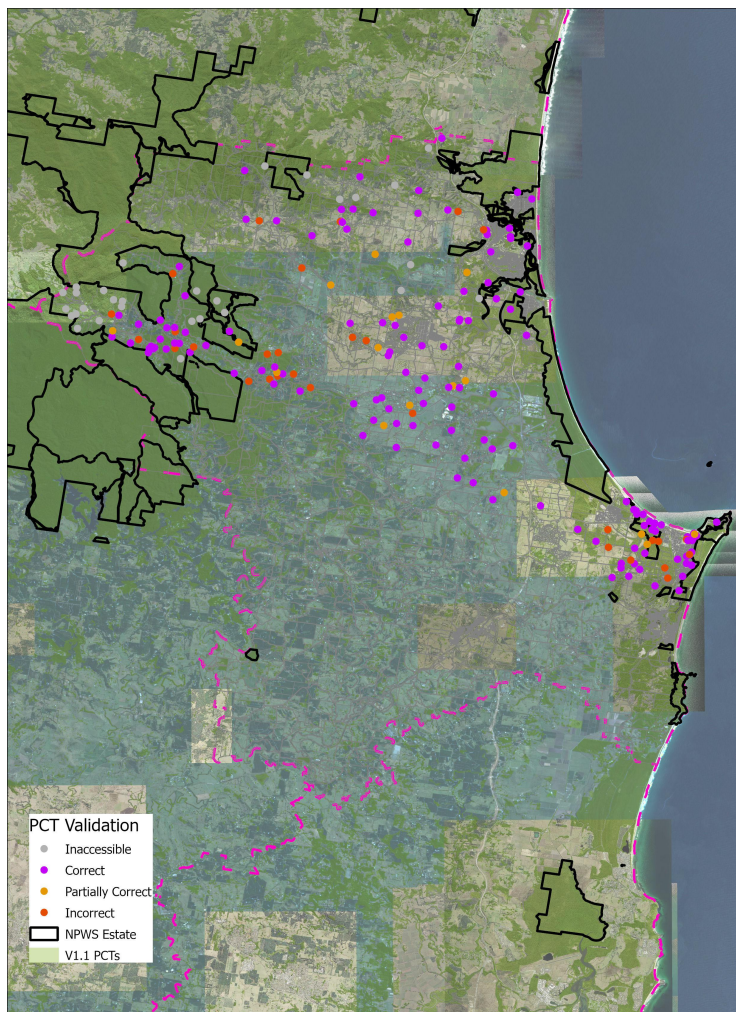 PCT Validation
Inaccessible
Correct
Partially Correct
Incorrect
NPWS Estate
V1.1 PCTs